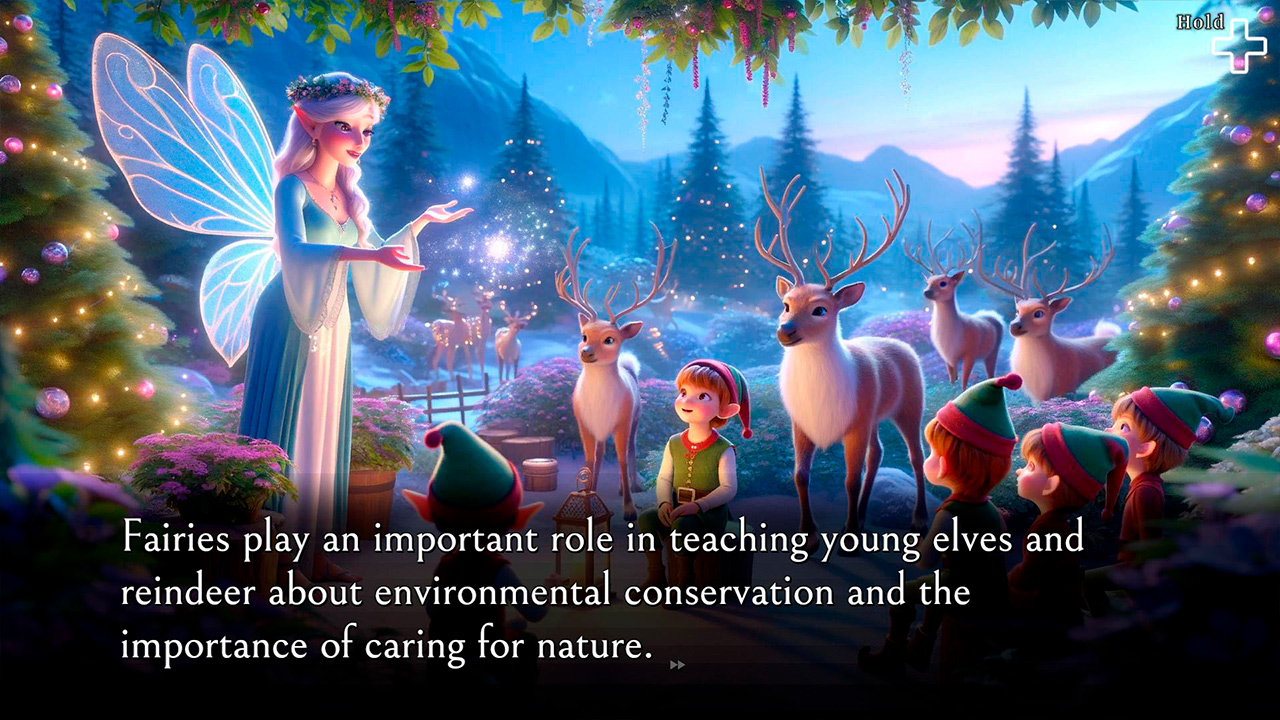 Hold
Fairies play an important role in teaching young elves and
reindeer about environmental conservation and the
importance of caring for nature.